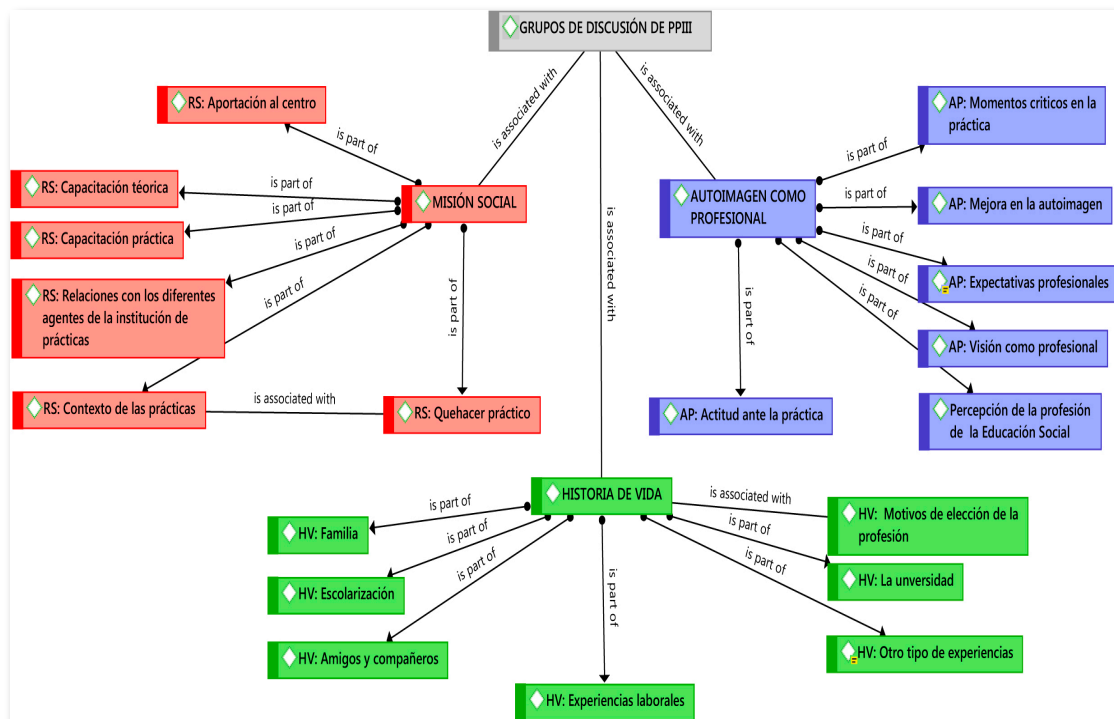 GRUPOS DE DISCUSIÓN DE PPIII
is associated with
is associated with
is associated with
RS: Aportación al centro
is part of
RS: Capacitación téorica
is part of
RS: Capacitación práctica
is part of
MISIÓN SOCIAL
RS: Relaciones con los diferentes
agentes de la institución de
prácticas
is part of
is part of
is part of
RS: Contexto de las prácticas
is associated with
RS: Quehacer práctico
AUTOIMAGEN COMO
PROFESIONAL
is part of
AP: Momentos criticos en la
práctica
is part of
AP: Mejora en la autoimagen
is part of
AP: Expectativas profesionales
is part of
AP: Visión como profesional
is part of
Percepción de la profesión
de la Educación Social
is part of
AP: Actitud ante la práctica
HISTORIA DE VIDA
is part of
HV: Familia
is part of
HV: Escolarización
is part of
HV: Amigos y compañeros
is part of
HV: Experiencias laborales
is associated with
HV: Motivos de elección de la
profesión
is part of
HV: La unversidad
is part of
HV: Otro tipo de experiencias